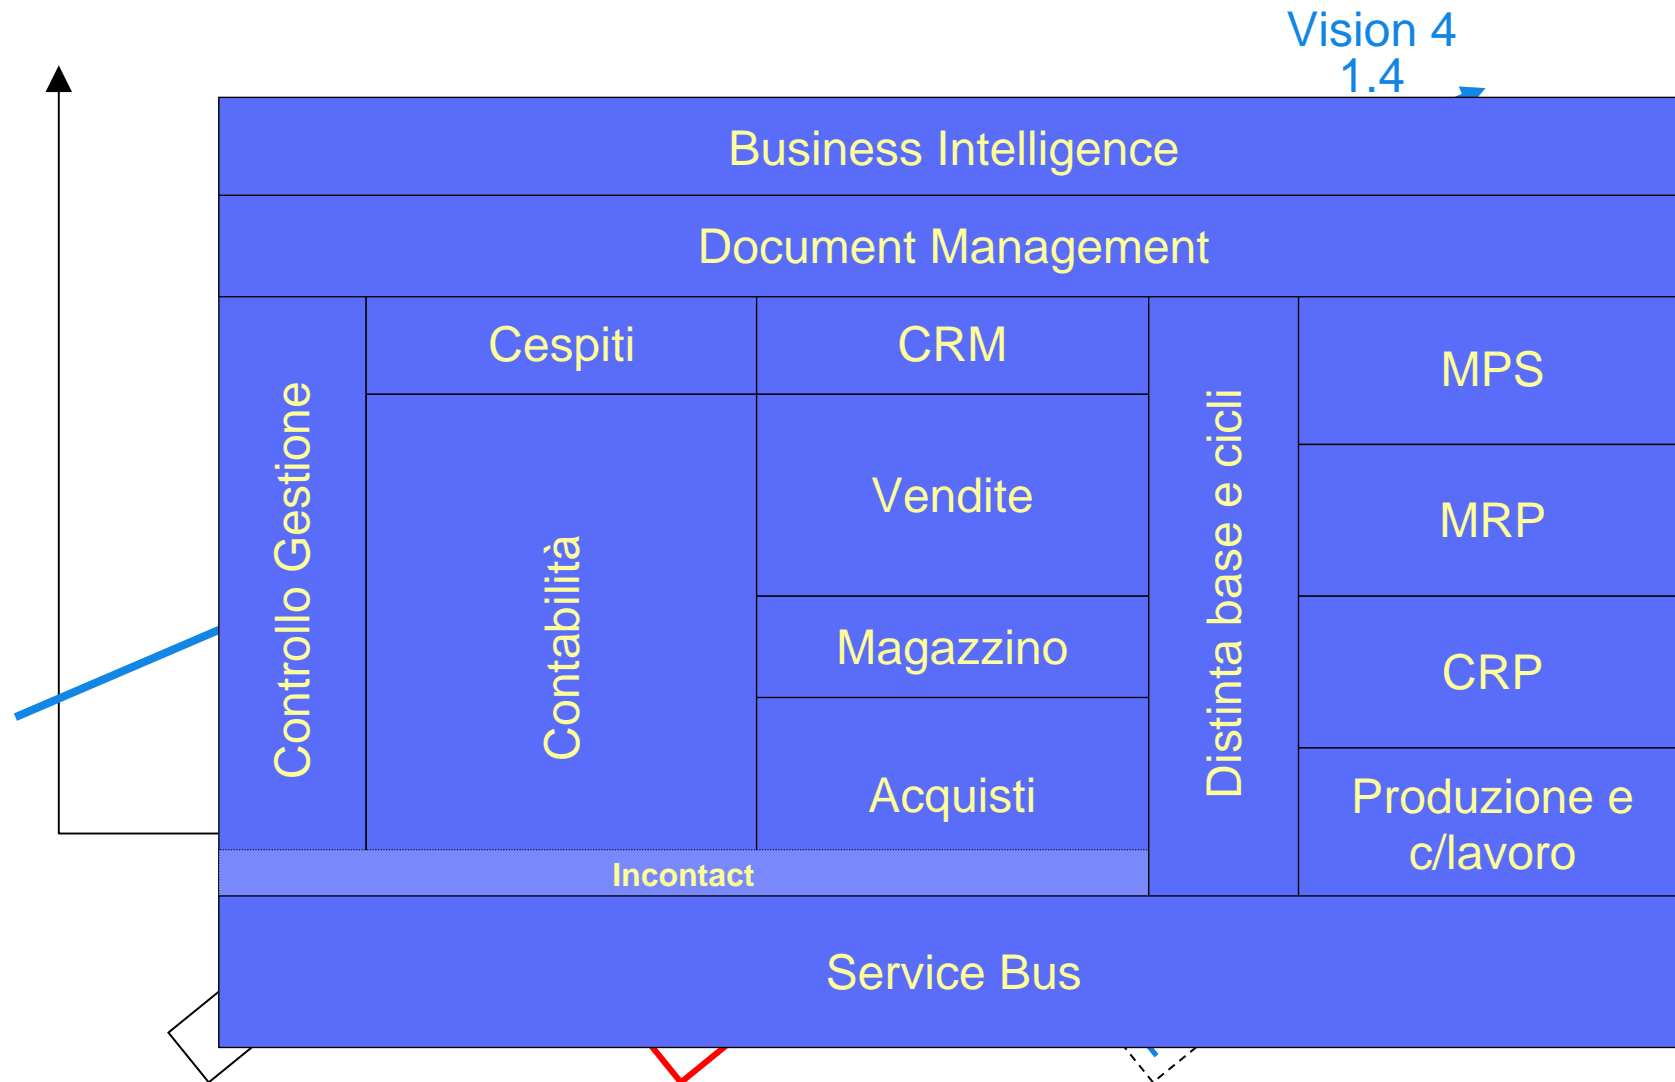 Vision 4
1.4
Business Intelligence
Document Management
Controllo Gestione
Cespiti
Contabilità
CRM
Vendite
Magazzino
Acquisti
Distinta base e cicli
MPS
MRP
CRP
Produzione e
c/lavoro
Incontact
Service Bus